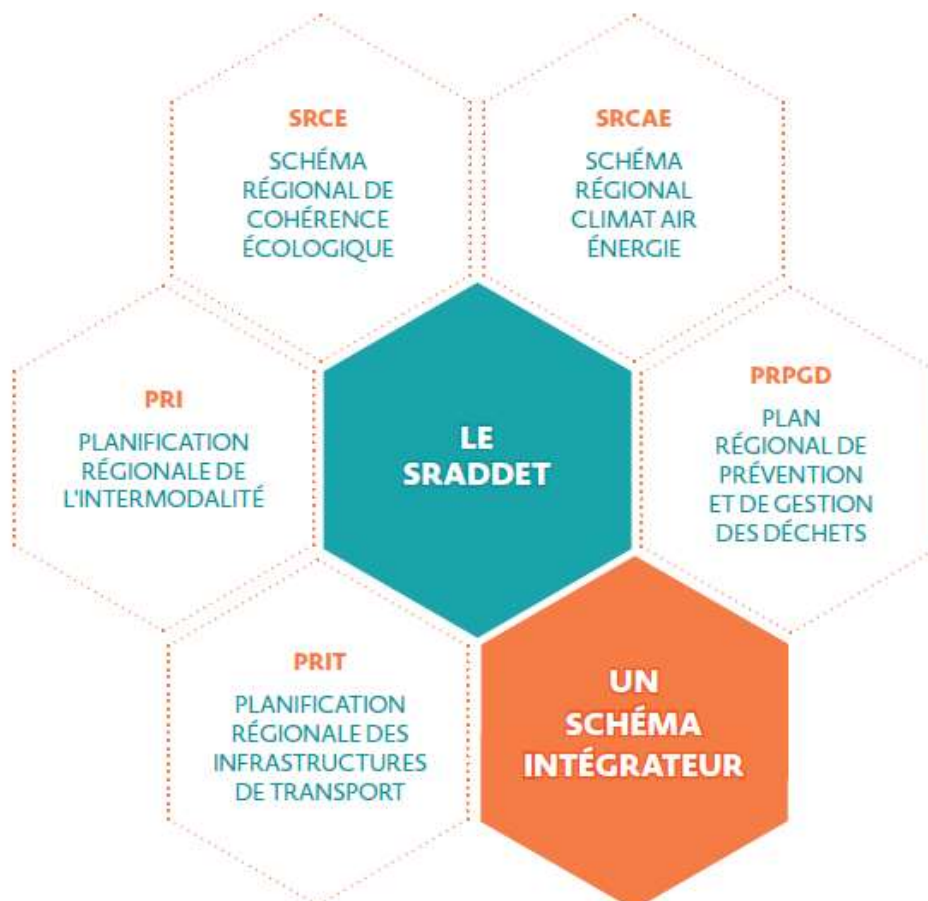 SRCE
SCHÉMA
RÉGIONAL DE
COHÉRENCE
ÉCOLOGIQUE
SRCAE
SCHÉMA
RÉGIONAL
CLIMAT AIR
ÉNERGIE
PRI
PLANIFICATION
RÉGIONALE DE
L'INTERMODALITÉ
LE
SRADDET
PRPGD
PLAN
RÉGIONAL DE
PRÉVENTION
ET DE GESTION
DES DÉCHETS
PRIT
PLANIFICATION
RÉGIONALE DES
INFRASTRUCTURES
DE TRANSPORT
UN
SCHÉMA
INTÉGRATEUR